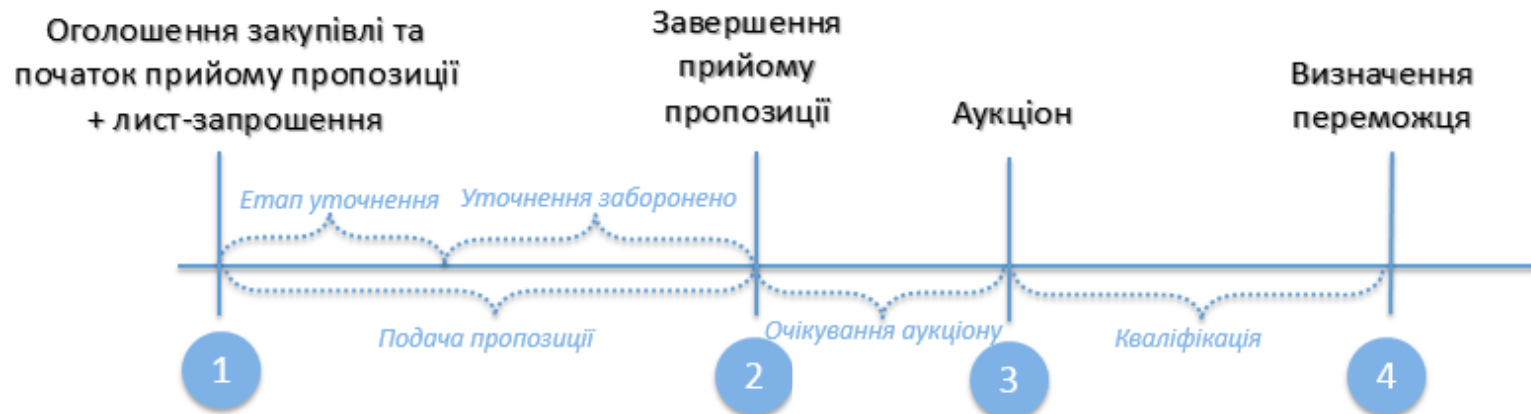 Оголошення закупівлі та
початок прийому пропозиції
+ лист-запрошення
Завершення
прийому
пропозиції
Аукціон
Визначення
переможця
Етап уточнення
Уточнення заборонено
Подача пропозиції
Очікування аукціону
Кваліфікація
1
2
3
4